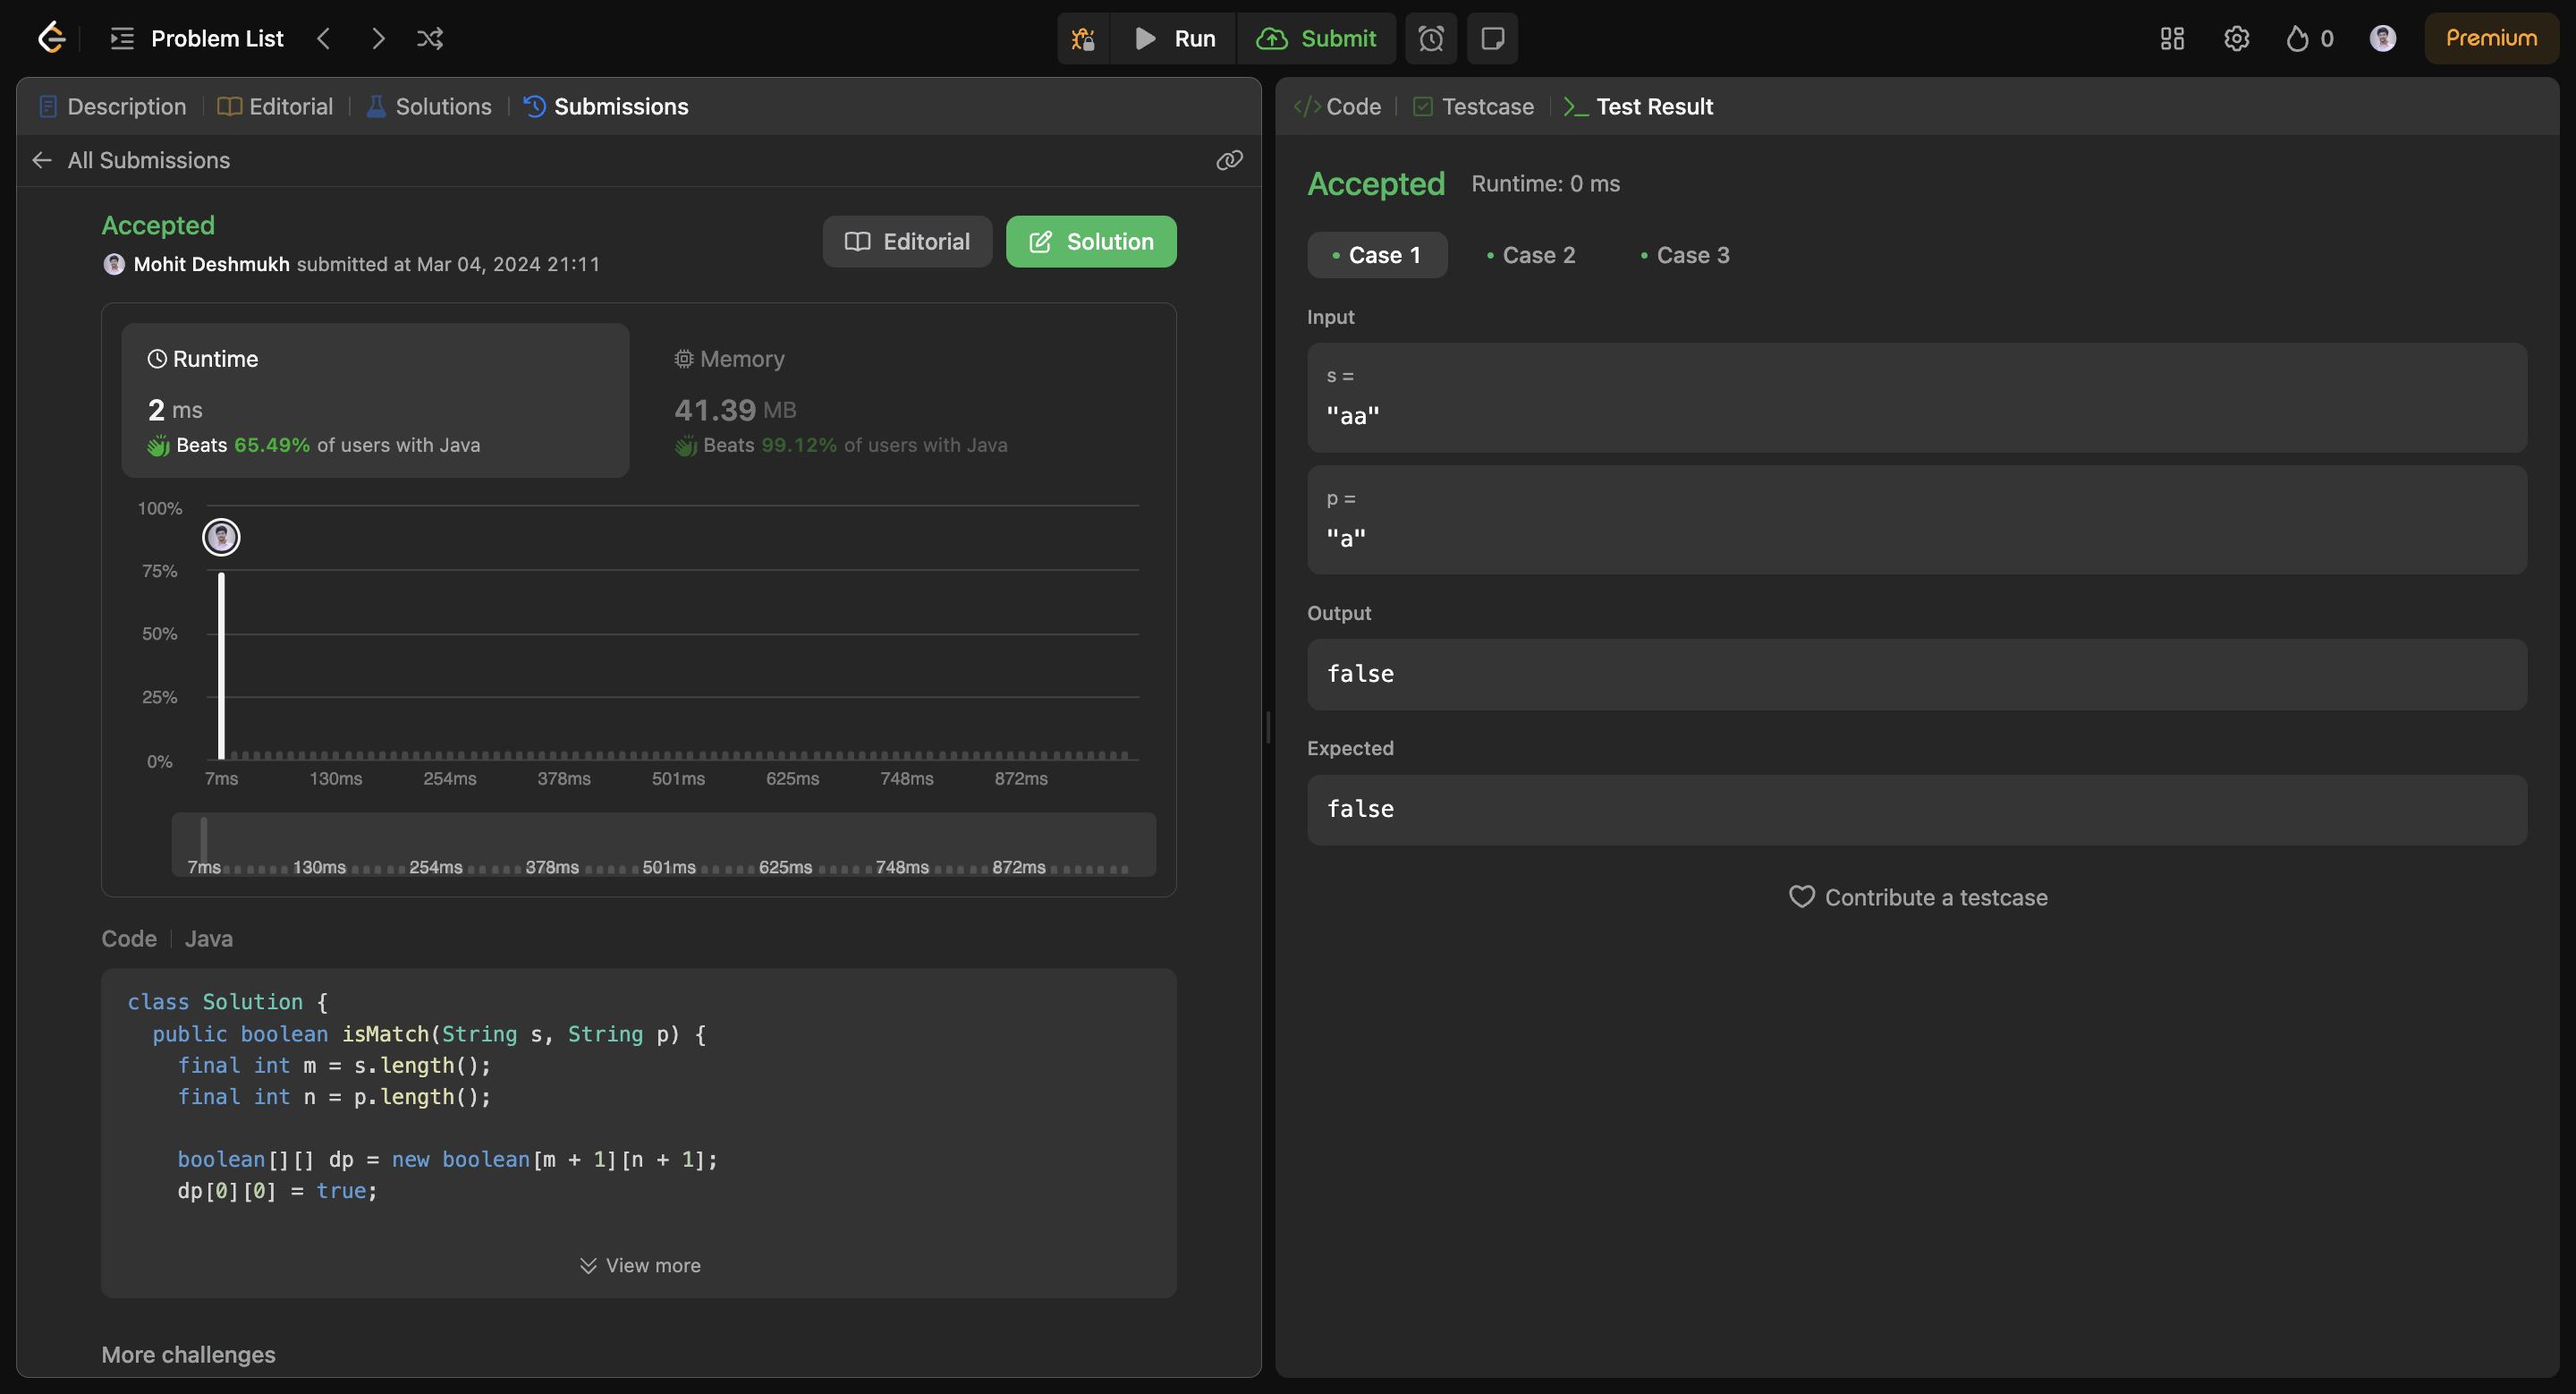 Problem List
Run
Submit
0
Premium
Description
Editorial
Solutions
Submissions
All Submissions
Accepted
Mohit Deshmukh submitted at Mar 04, 2024 21:11
Editorial
Solution
Runtime
2 ms
Beats 65.49% of users with Java
Memory
41.39 MB
Beats 99.12% of users with Java
100%
75%
50%
25%
0%
7ms 130ms 254ms 378ms 501ms 625ms 748ms 872ms
7ms 130ms 254ms 378ms 501ms 625ms 748ms 872ms
Code
Java
class Solution {
  public boolean isMatch(String s, String p) {
    final int m = s.length();
    final int n = p.length();

    boolean[][] dp = new boolean[m + 1][n + 1];
    dp[0][0] = true;
View more
More challenges
Code
Testcase
Test Result
Accepted
Runtime: 0 ms
Case 1
Case 2
Case 3
Input
s =
"aa"
p =
"a"
Output
false
Expected
false
Contribute a testcase